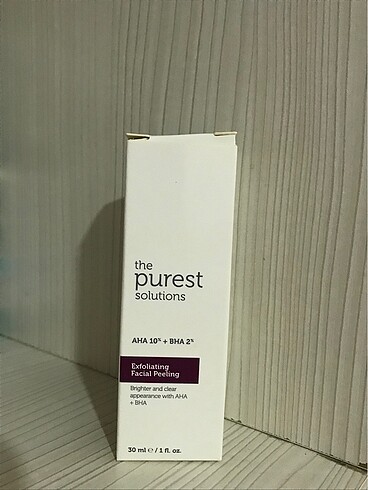 the
purest
solutions
AHA 10% + BHA 2%
Exfoliating
Facial Peeling
Brighter and clear
appearance with AHA
+ BHA
30 ml ℮ / 1 fl. oz.